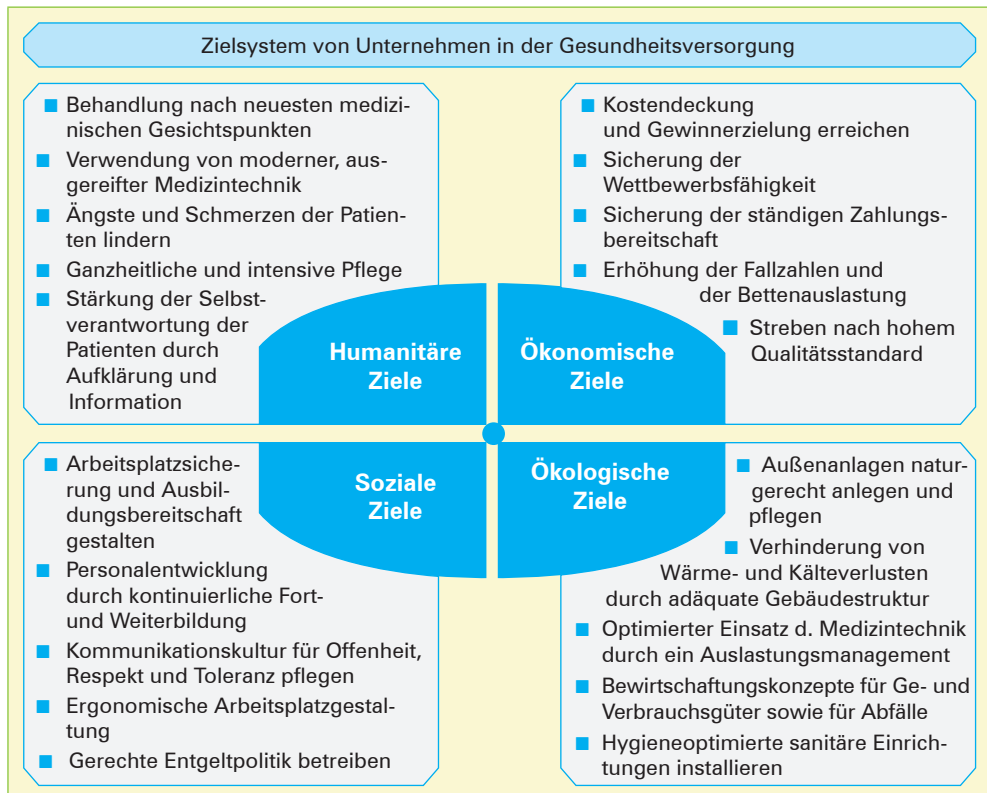 Zielsystem von Unternehmen in der Gesundheitsversorgung
■ Behandlung nach neuesten medizi-
nischen Gesichtspunkten
■ Verwendung von moderner, aus-
gereifter Medizintechnik
■ Ängste und Schmerzen der Patien-
ten lindern
■ Ganzheitliche und intensive Pflege
■ Stärkung der Selbst-
verantwortung der
Patienten durch
Aufklärung und
Information
Humanitäre
Ziele
■ Kostendeckung
und Gewinnerzielung erreichen
■ Sicherung der
Wettbewerbsfähigkeit
■ Sicherung der ständigen Zahlungs-
bereitschaft
■ Erhöhung der Fallzahlen und
der Bettenauslastung
■ Streben nach hohem
Qualitätsstandard
Ökonomische
Ziele
■ Arbeitsplatzsiche-
rung und Ausbil-
dungsbereitschaft
gestalten
■ Personalentwicklung
durch kontinuierliche Fort-
und Weiterbildung
■ Kommunikationskultur für Offenheit,
Respekt und Toleranz pflegen
■ Ergonomische Arbeitsplatzgestal-
tung
■ Gerechte Entgeltpolitik betreiben
Soziale
Ziele
Ökologische
Ziele
■ Außenanlagen natur-
gerecht anlegen und
pflegen
■ Verhinderung von
Wärme- und Kälteverlusten
durch adäquate Gebäudestruktur
■ Optimierter Einsatz d. Medizintechnik
durch ein Auslastungsmanagement
■ Bewirtschaftungskonzepte für Ge- und
Verbrauchsgüter sowie für Abfälle
■ Hygieneoptimierte sanitäre Einrich-
tungen installieren